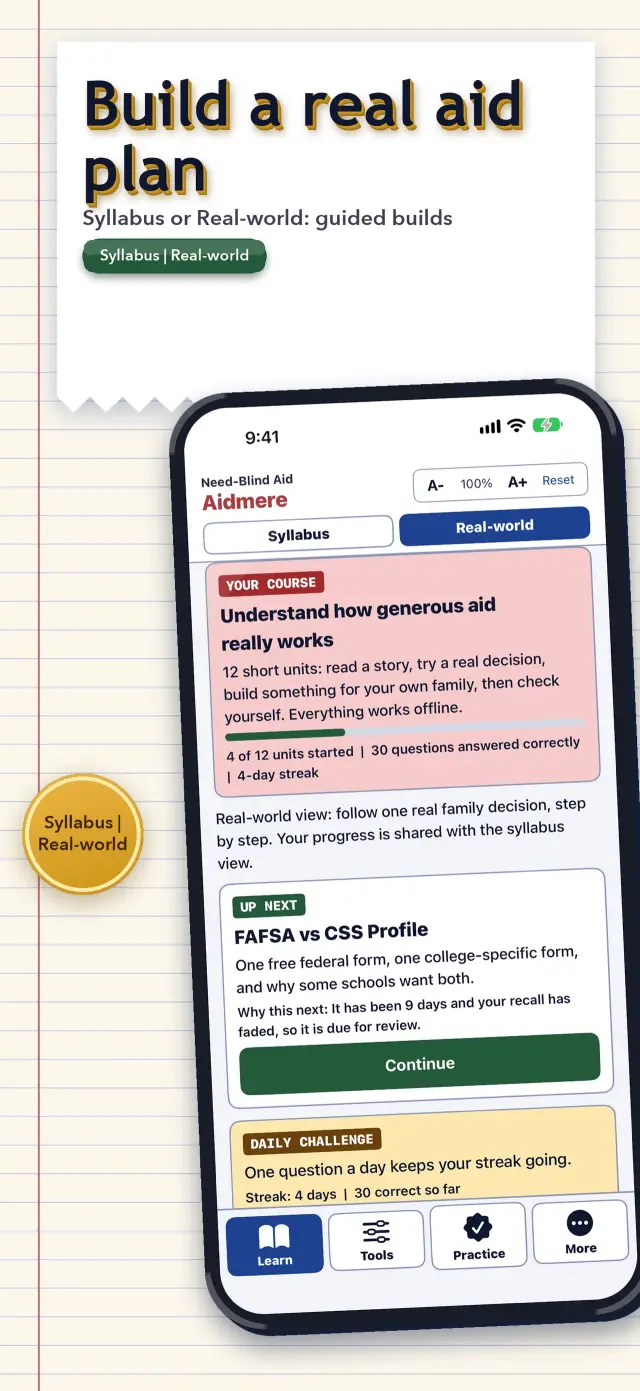 Build a real aid
plan
Syllabus or Real-world: guided builds
Syllabus | Real-world
9:41
Need-Blind Aid
Aidmere
A- 100% A+ Reset
Syllabus
Real-world
YOUR COURSE
Understand how generous aid
really works
12 short units: read a story, try a real decision,
build something for your own family, then check
yourself. Everything works offline.
4 of 12 units started | 30 questions answered correctly
| 4-day streak
Syllabus |
Real-world
Real-world view: follow one real family decision, step
by step. Your progress is shared with the syllabus
view.
UP NEXT
FAFSA vs CSS Profile
One free federal form, one college-specific form,
and why some schools want both.
Why this next: It has been 9 days and your recall has
faded, so it is due for review.
Continue
DAILY CHALLENGE
One question a day keeps your streak going.
Streak: 4 days | 30 correct so far
Learn
Tools
Practice
More